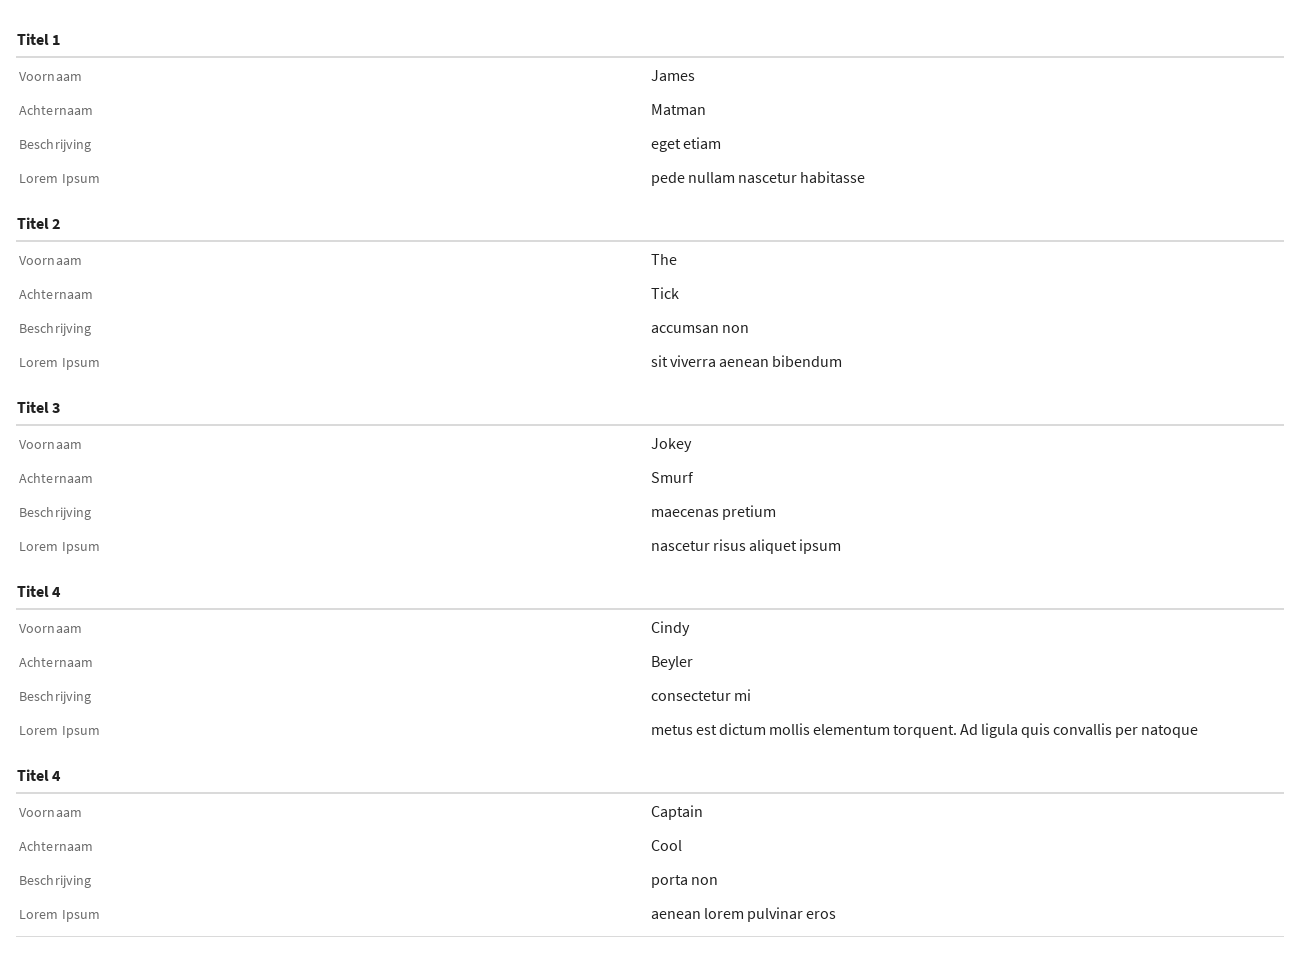 Titel 1
Voornaam James
Achternaam Matman
Beschrijving eget etiam
Lorem Ipsum pede nullam nascetur habitasse
Titel 2
Voornaam The
Achternaam Tick
Beschrijving accumsan non
Lorem Ipsum sit viverra aenean bibendum
Titel 3
Voornaam Jokey
Achternaam Smurf
Beschrijving maecenas pretium
Lorem Ipsum nascetur risus aliquet ipsum
Titel 4
Voornaam Cindy
Achternaam Beyler
Beschrijving consectetur mi
Lorem Ipsum metus est dictum mollis elementum torquent. Ad ligula quis convallis per natoque
Titel 4
Voornaam Captain
Achternaam Cool
Beschrijving porta non
Lorem Ipsum aenean lorem pulvinar eros